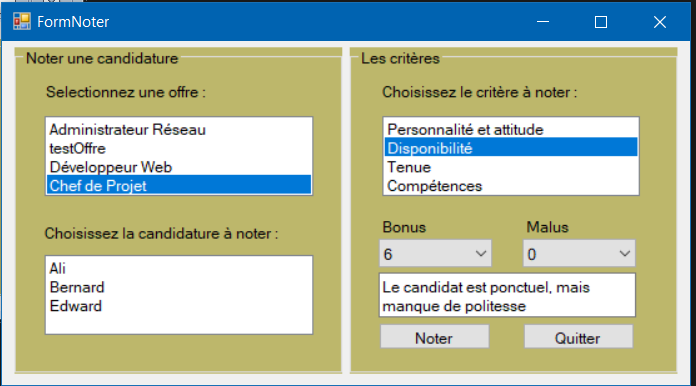 FormNoter
Noter une candidature
Selectionnez une offre :
Administrateur Réseau
testOffre
Développeur Web
Chef de Projet
Choisissez la candidature à noter :
Ali
Bernard
Edward
Les critères
Choisissez le critère à noter :
Personnalité et attitude
Disponibilité
Tenue
Compétences
Bonus
Malus
6
0
Le candidat est ponctuel, mais
manque de politesse
Noter
Quitter